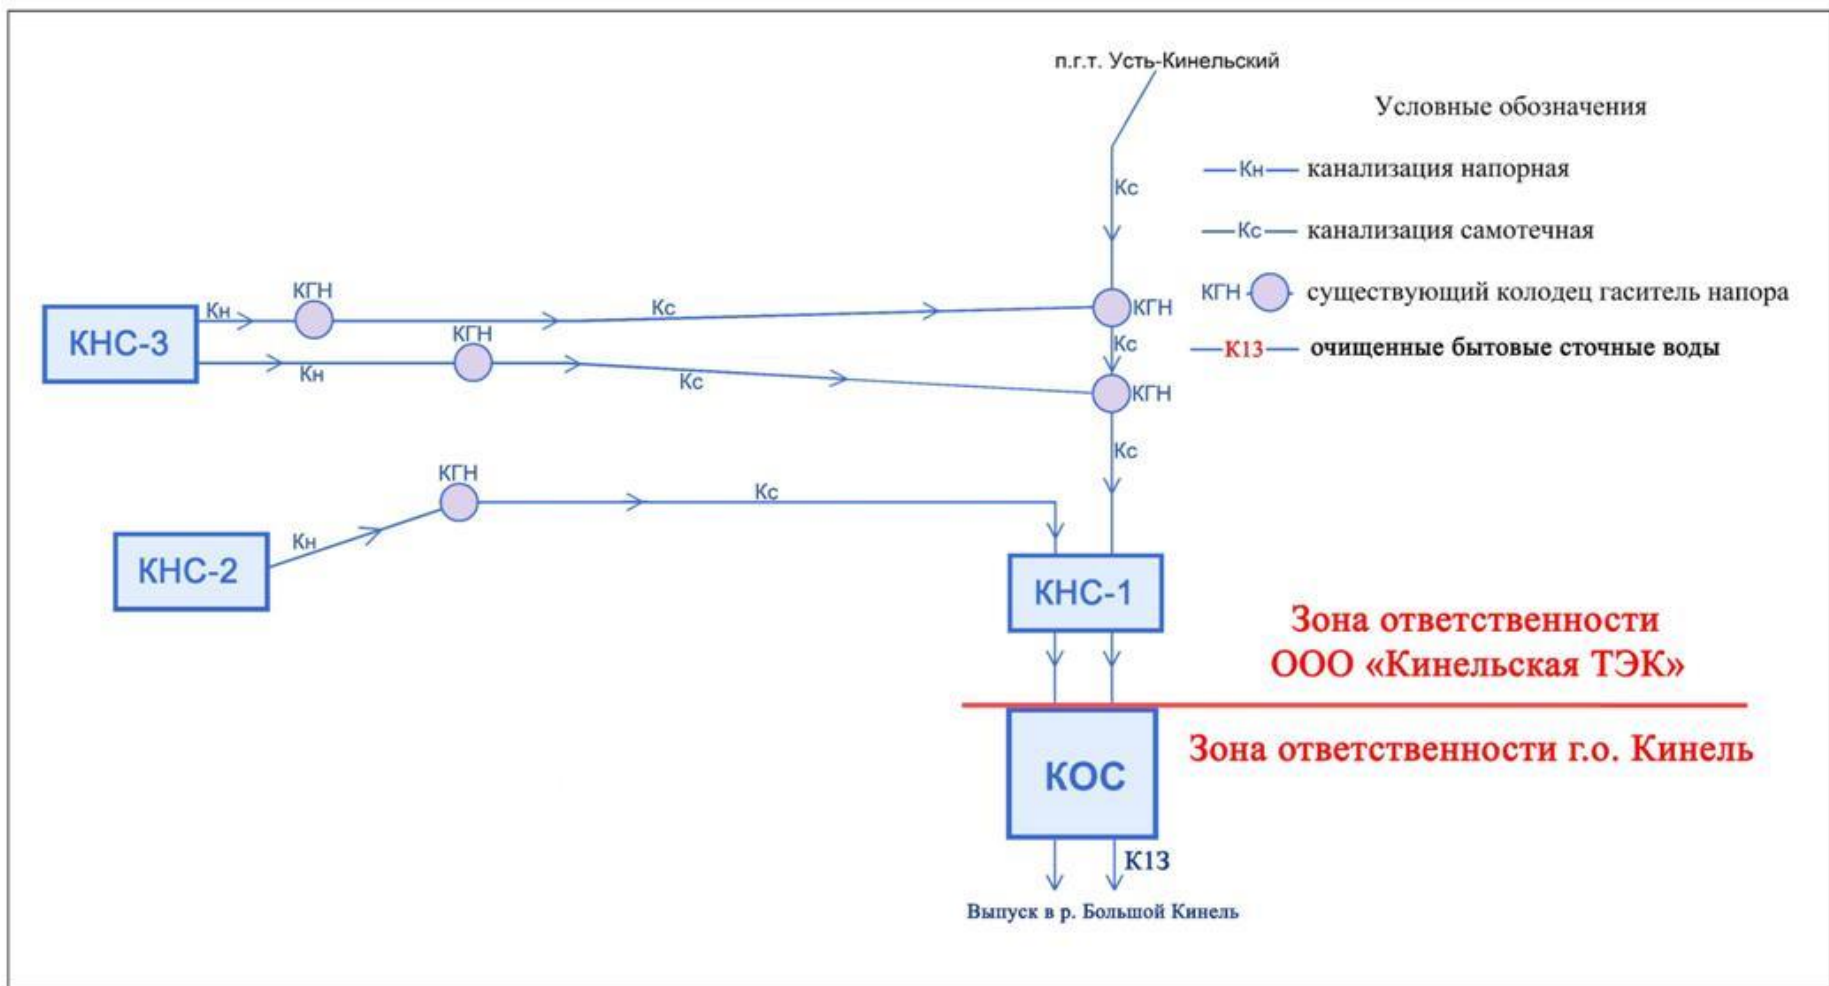 п.г.т. Усть-Кинельский
Условные обозначения
Кн канализация напорная
Кс
Кс канализация самотечная
КГН существующий колодец гаситель напора
К13 очищенные бытовые сточные воды
КГН
Кн
Кс
КГН
КНС-3
КГН
Кс
Кн
Кс
КГН
Кс
КГН
Кс
Кн
КНС-2
КНС-1
Зона ответственности
ООО «Кинельская ТЭК»
Зона ответственности г.о. Кинель
КОС
К13
Выпуск в р. Большой Кинель